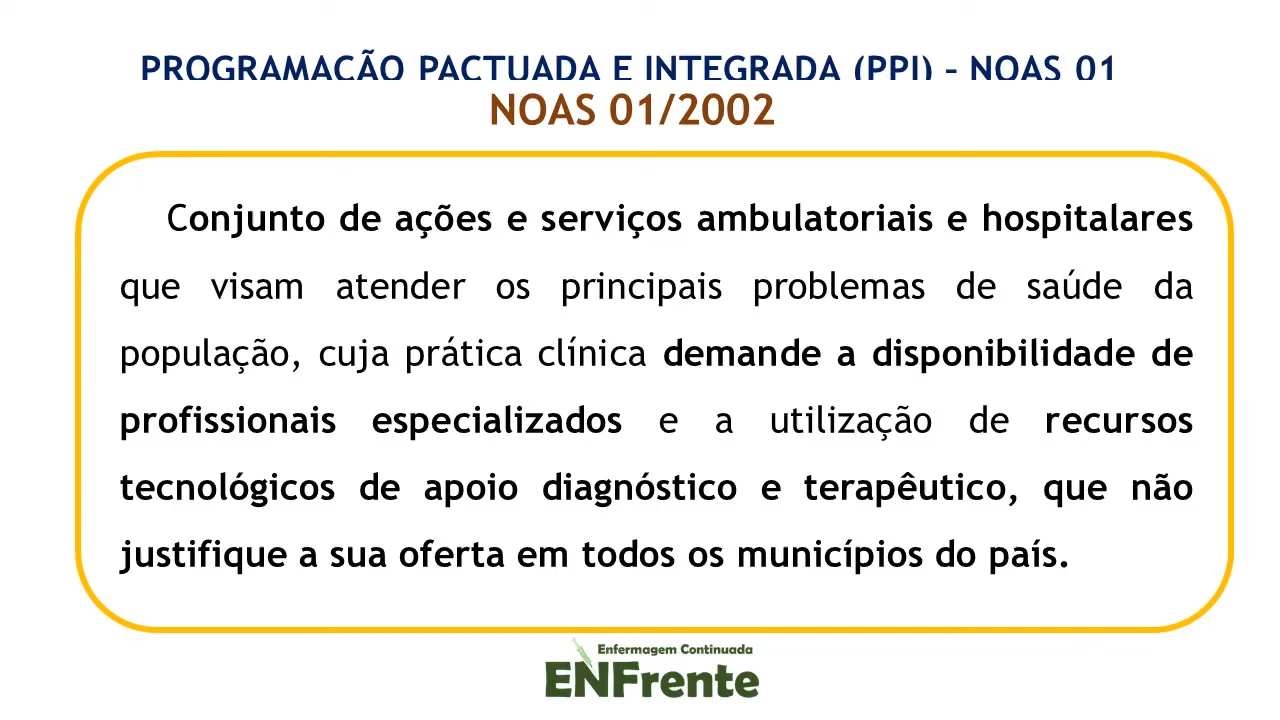 PROGRAMAÇÃO PACTUADA E INTEGRADA (PPI) – NOAS 01
NOAS 01/2002
Conjunto de ações e serviços ambulatoriais e hospitalares
que visam atender os principais problemas de saúde da
população, cuja prática clínica demande a disponibilidade de
profissionais especializados e a utilização de recursos
tecnológicos de apoio diagnóstico e terapêutico, que não
justifique a sua oferta em todos os municípios do país.
Enfermagem Continuada
ENFrente